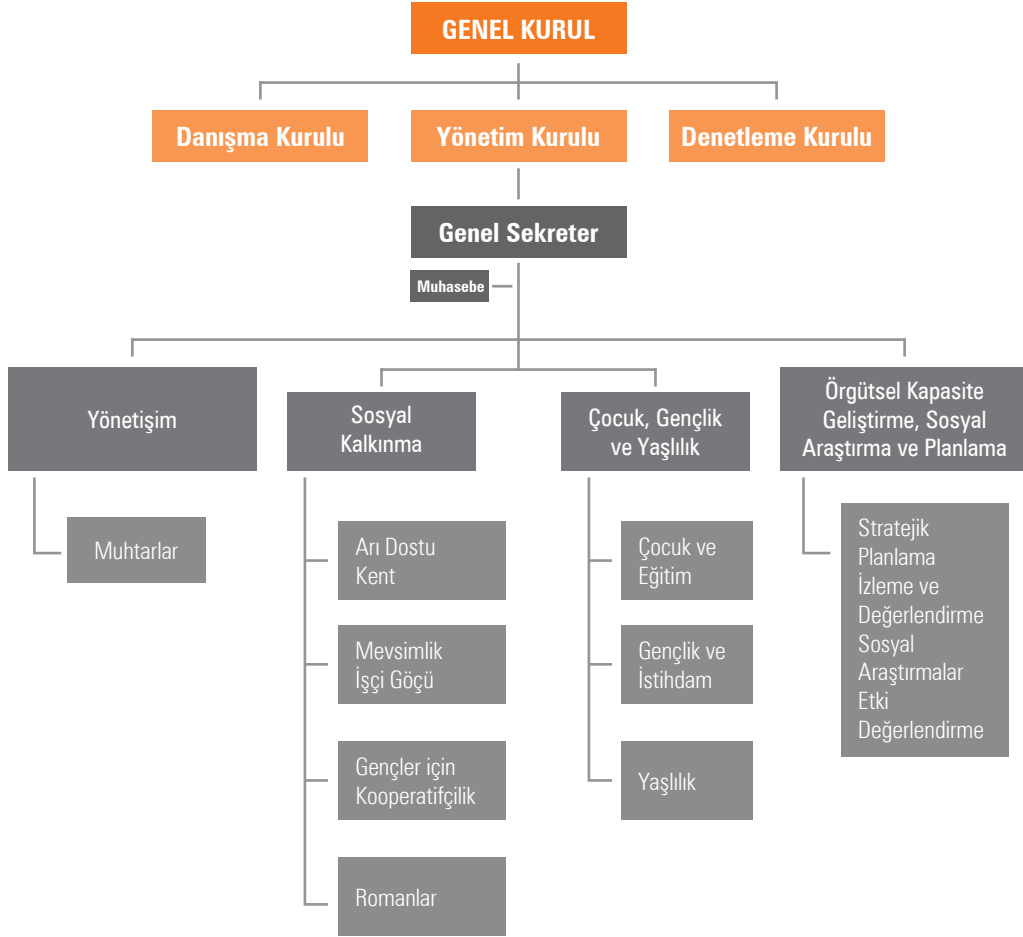 GENEL KURUL
Danışma Kurulu
Yönetim Kurulu
Denetleme Kurulu
Genel Sekreter
Muhasebe
Yönetişim
Muhtarlar
Sosyal
Kalkınma
Arı Dostu
Kent
Mevsimlik
İşçi Göçü
Gençler için
Kooperatifçilik
Romanlar
Çocuk, Gençlik
ve Yaşlılık
Çocuk ve
Eğitim
Gençlik ve
İstihdam
Yaşlılık
Örgütsel Kapasite
Geliştirme, Sosyal
Araştırma ve Planlama
Stratejik
Planlama
İzleme ve
Değerlendirme
Sosyal
Araştırmalar
Etki
Değerlendirme